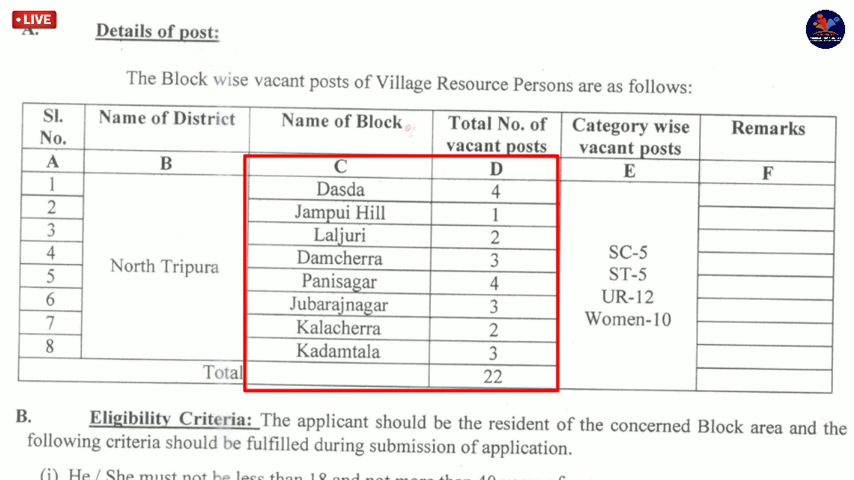 LIVE
A. Details of post:
The Block wise vacant posts of Village Resource Persons are as follows:
Sl. No. Name of District Name of Block Total No. of vacant posts Category wise vacant posts Remarks
A B C D E F
1 North Tripura Dasda 4 SC-5 ST-5 UR-12 Women-10
2 Jampui Hill 1
3 Laljuri 2
4 Damcherra 3
5 Panisagar 4
6 Jubarajnagar 3
7 Kalacherra 2
8 Kadamtala 3
Total 22
B. Eligibility Criteria: The applicant should be the resident of the concerned Block area and the
following criteria should be fulfilled during submission of application.
(i) He / She must not be less than 18 and not more than 40